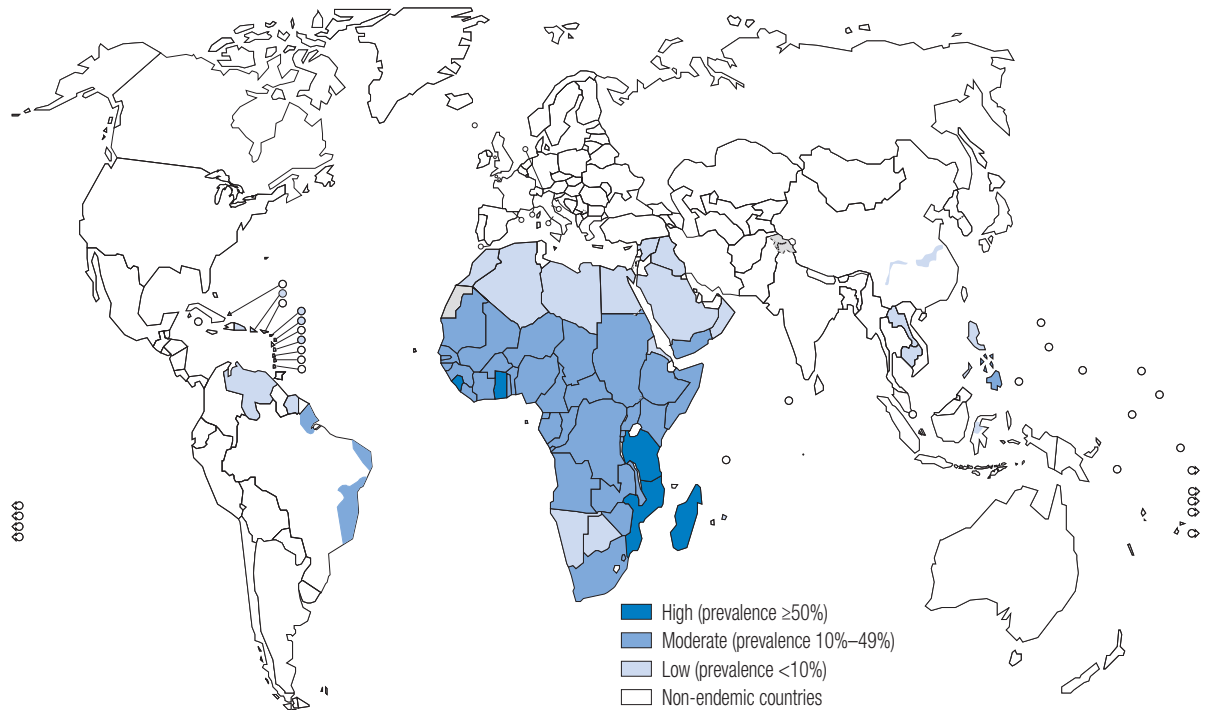 High (prevalence ≥50%)
Moderate (prevalence 10%–49%)
Low (prevalence <10%)
Non-endemic countries